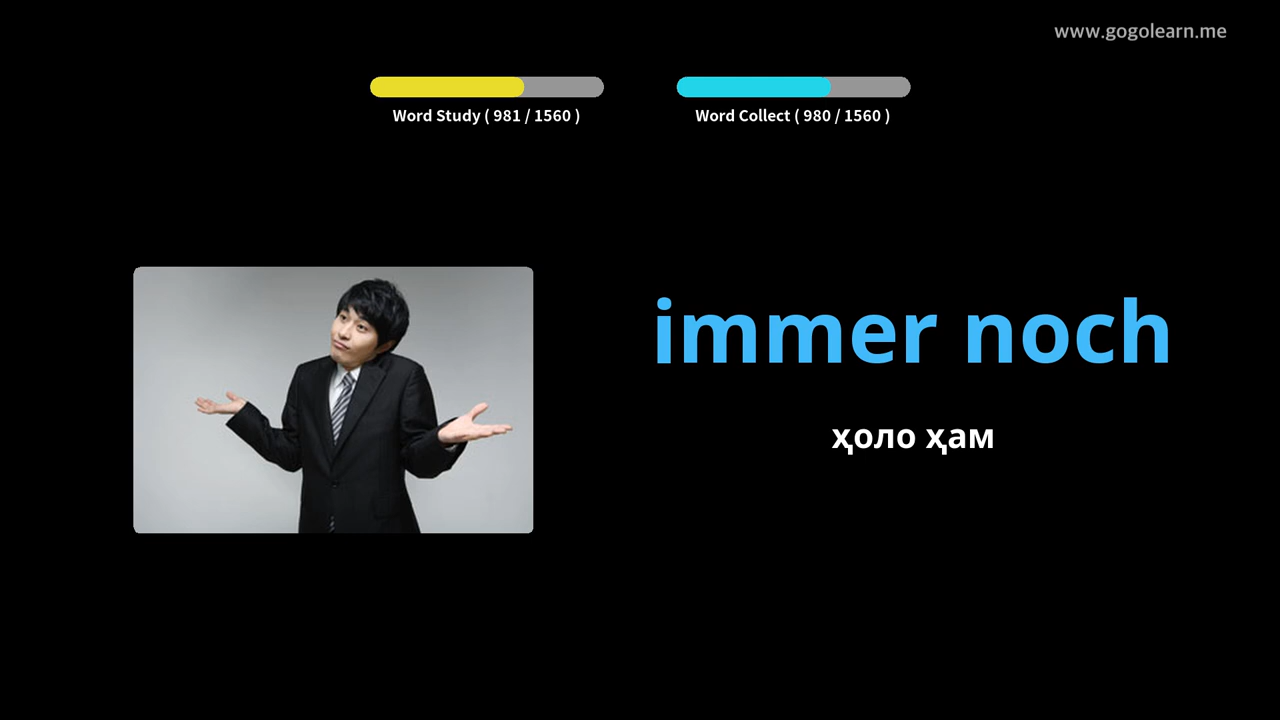 www.gogolearn.me
Word Study ( 981 / 1560 )
Word Collect ( 980 / 1560 )
immer noch
ҳоло ҳам